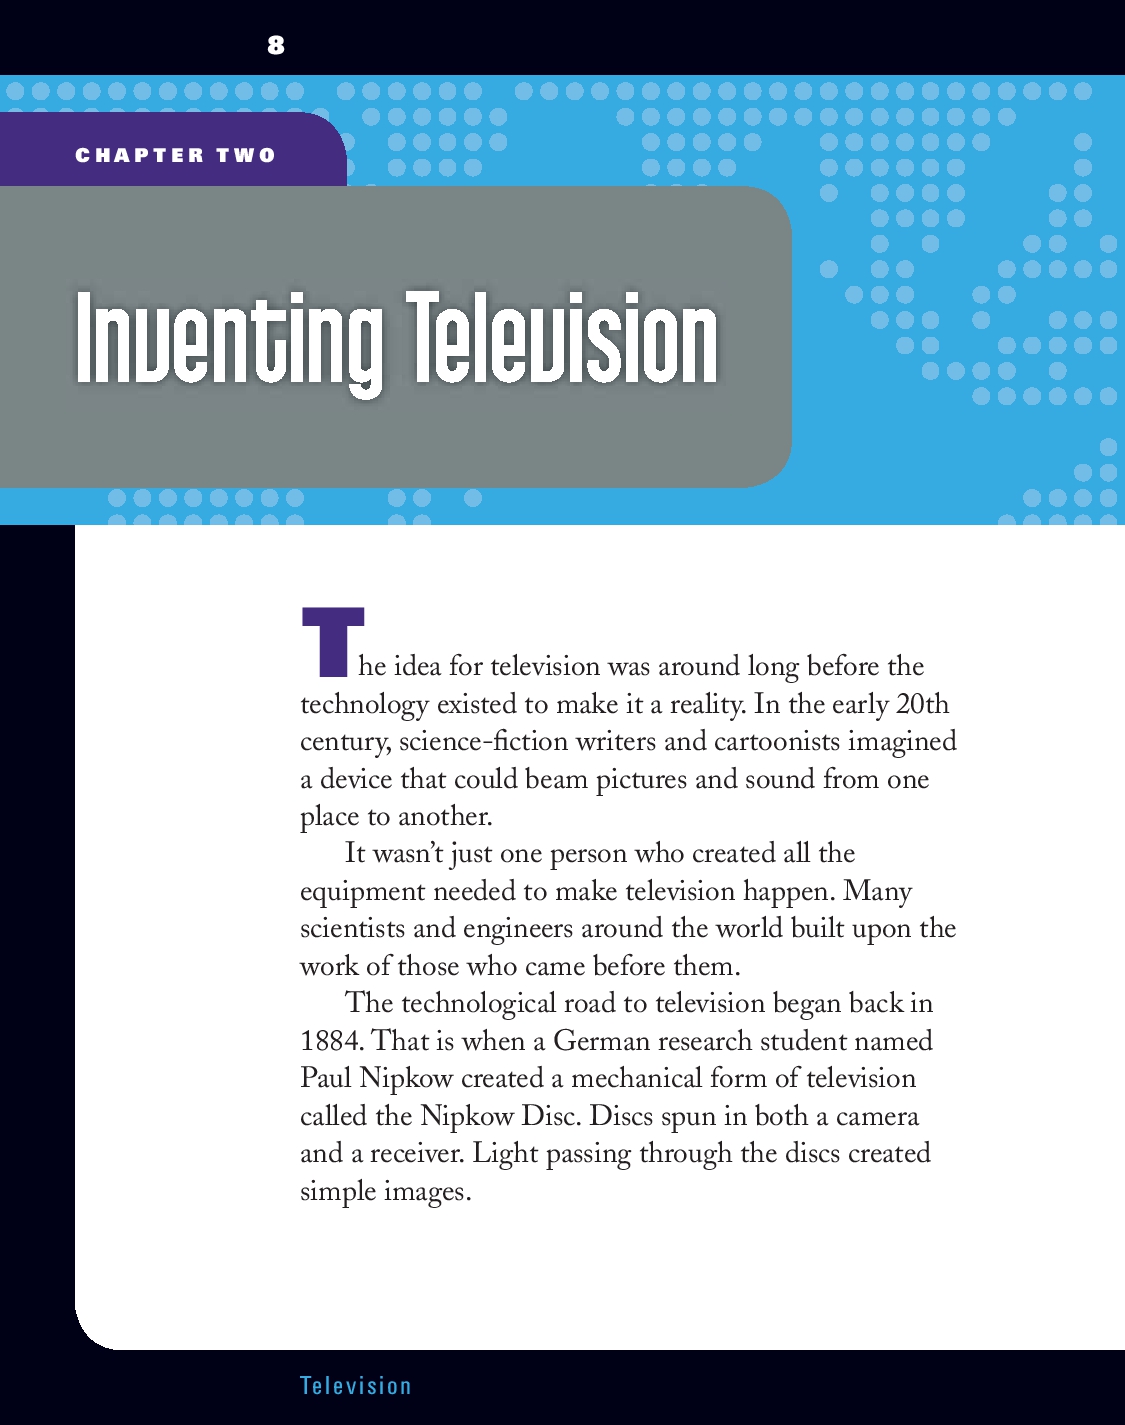 8
CHAPTER TWO
Inventing Television
The idea for television was around long before the
technology existed to make it a reality. In the early 20th
century, science-fiction writers and cartoonists imagined
a device that could beam pictures and sound from one
place to another.
It wasn’t just one person who created all the
equipment needed to make television happen. Many
scientists and engineers around the world built upon the
work of those who came before them.
The technological road to television began back in
1884. That is when a German research student named
Paul Nipkow created a mechanical form of television
called the Nipkow Disc. Discs spun in both a camera
and a receiver. Light passing through the discs created
simple images.
Television